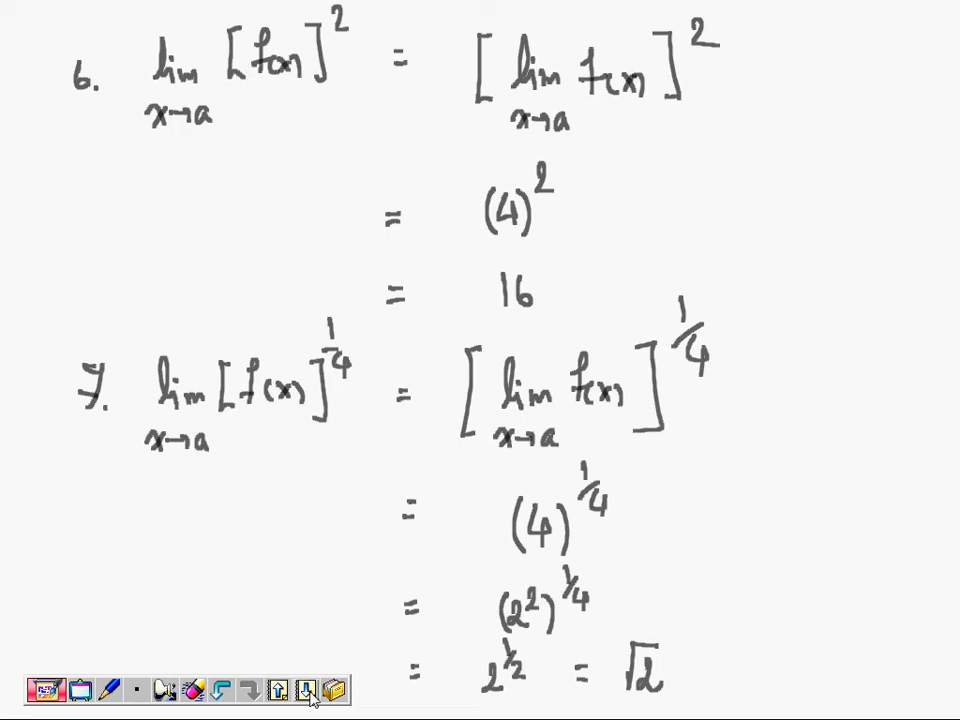 6. lim x→a [f(x)]^2 = [lim x→a f(x)]^2
= (4)^2
= 16
7. lim x→a [f(x)]^1/4 = [lim x→a f(x)]^1/4
= (4)^1/4
= (2^2)^1/4
= 2^1/2 = √2